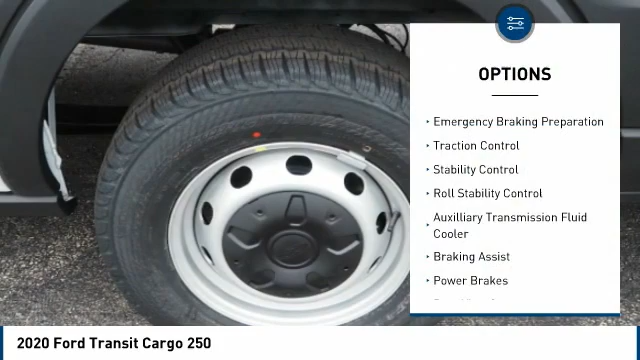 OPTIONS
Emergency Braking Preparation
Traction Control
Stability Control
Roll Stability Control
Auxilliary Transmission Fluid
Cooler
Braking Assist
Power Brakes
2020 Ford Transit Cargo 250